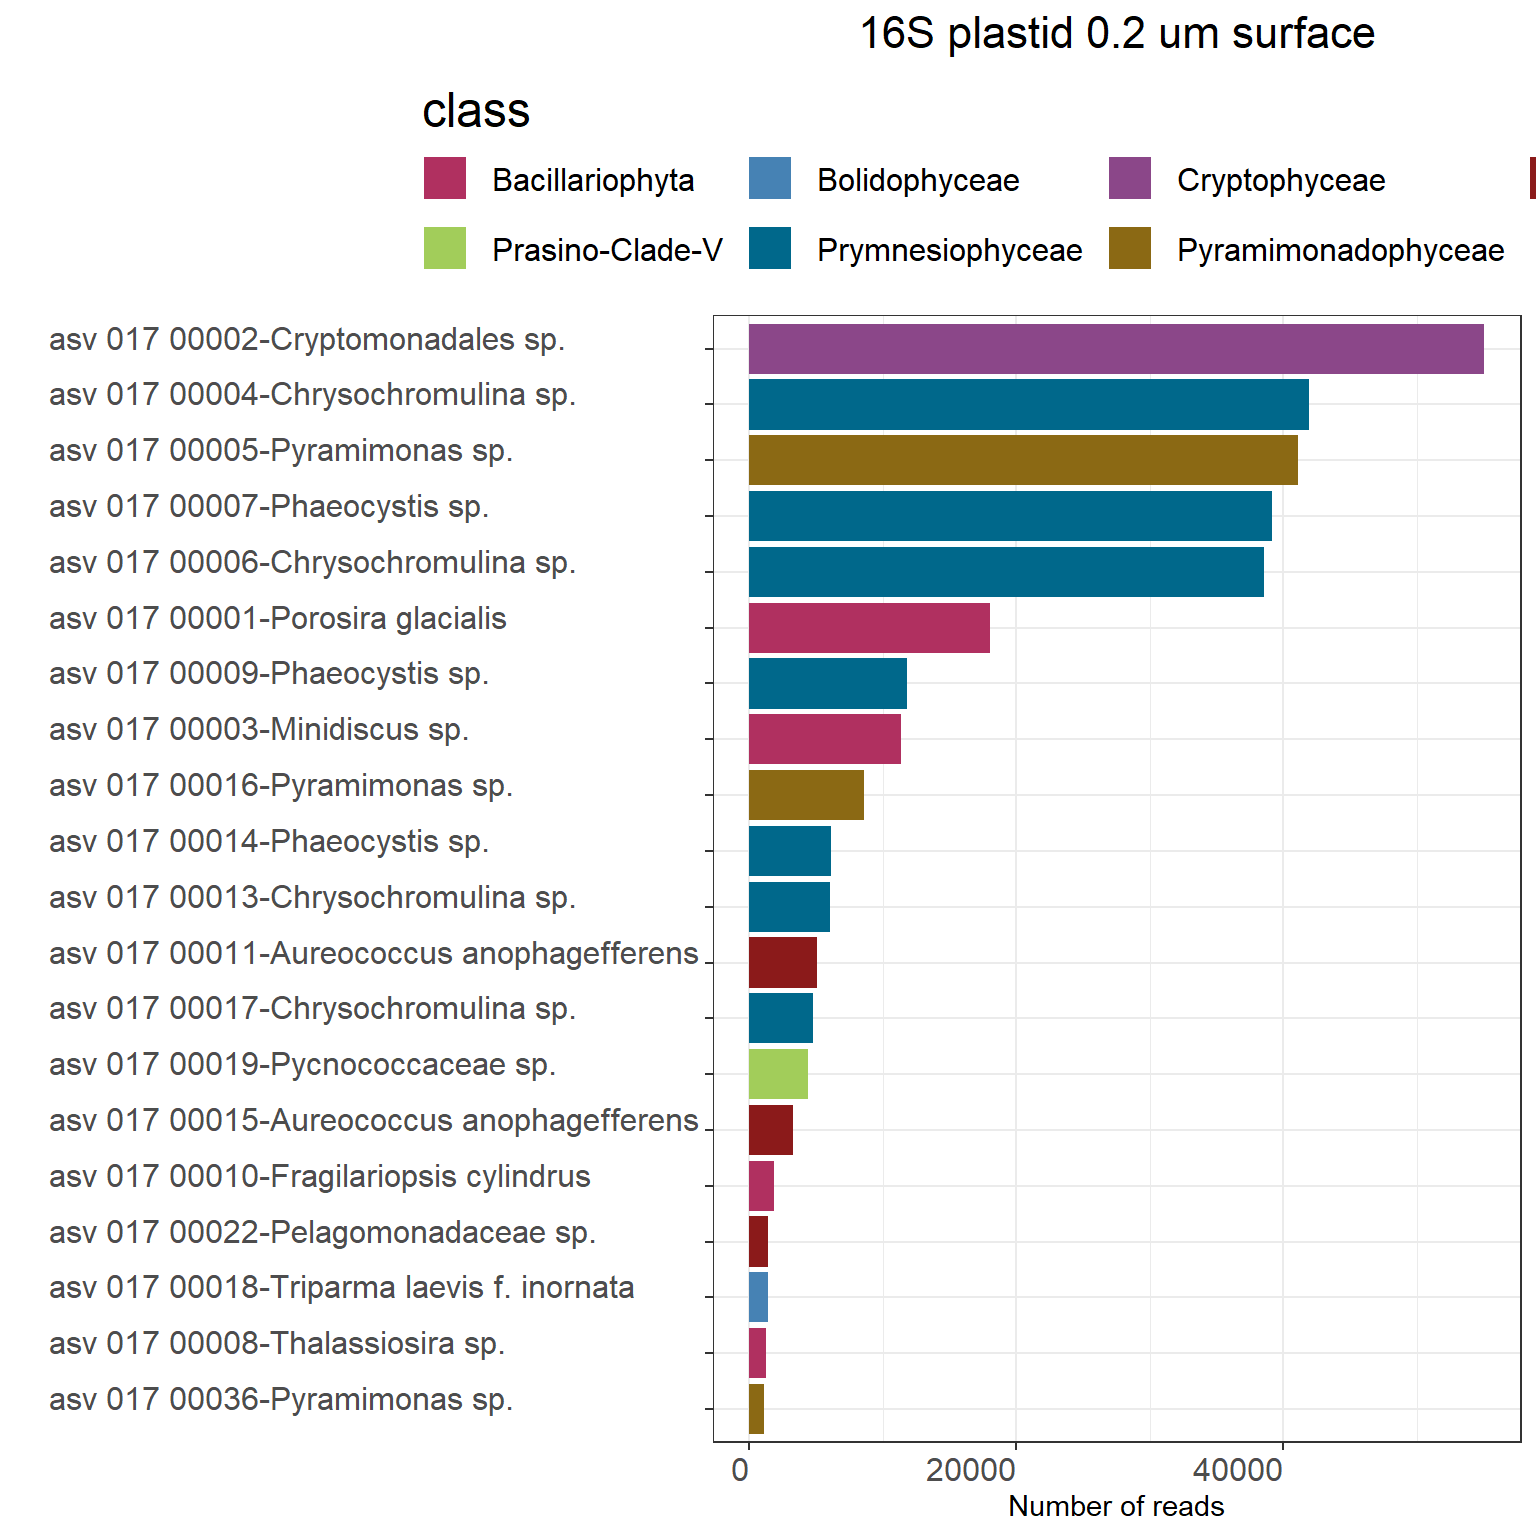 16S plastid 0.2 um surface
class
Bacillariophyta Bolidophyceae Cryptophyceae
Prasino-Clade-V Prymnesiophyceae Pyramimonadophyceae
asv 017 00002-Cryptomonadales sp.
asv 017 00004-Chrysochromulina sp.
asv 017 00005-Pyramimonas sp.
asv 017 00007-Phaeocystis sp.
asv 017 00006-Chrysochromulina sp.
asv 017 00001-Porosira glacialis
asv 017 00009-Phaeocystis sp.
asv 017 00003-Minidiscus sp.
asv 017 00016-Pyramimonas sp.
asv 017 00014-Phaeocystis sp.
asv 017 00013-Chrysochromulina sp.
asv 017 00011-Aureococcus anophagefferens
asv 017 00017-Chrysochromulina sp.
asv 017 00019-Pycnococcaceae sp.
asv 017 00015-Aureococcus anophagefferens
asv 017 00010-Fragilariopsis cylindrus
asv 017 00022-Pelagomonadaceae sp.
asv 017 00018-Triparma laevis f. inornata
asv 017 00008-Thalassiosira sp.
asv 017 00036-Pyramimonas sp.
0 20000 40000
Number of reads